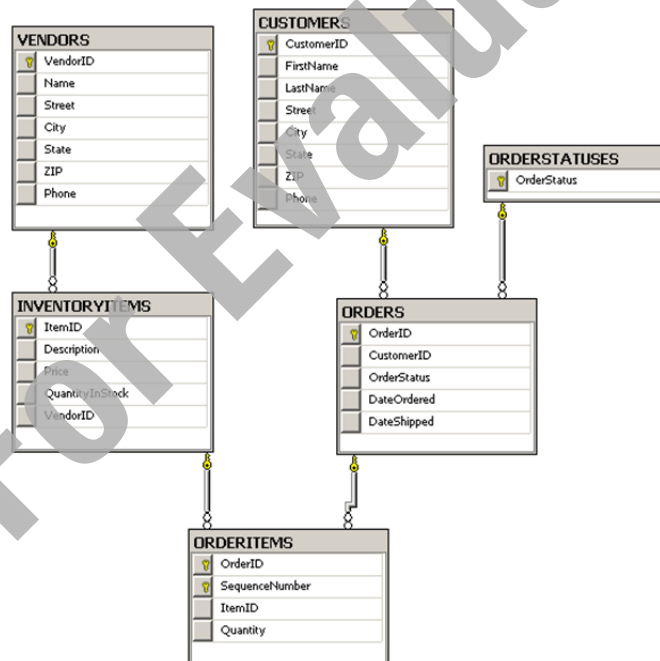 VENDORS
VendorID
Name
Street
City
State
ZIP
Phone
CUSTOMERS
CustomerID
FirstName
LastName
Street
City
State
ZIP
Phone
ORDERSTATUSES
OrderStatus
INVENTORYITEMS
ItemID
Description
Price
QuantityInStock
VendorID
ORDERS
OrderID
CustomerID
OrderStatus
DateOrdered
DateShipped
ORDERITEMS
OrderID
SequenceNumber
ItemID
Quantity
For Evalu